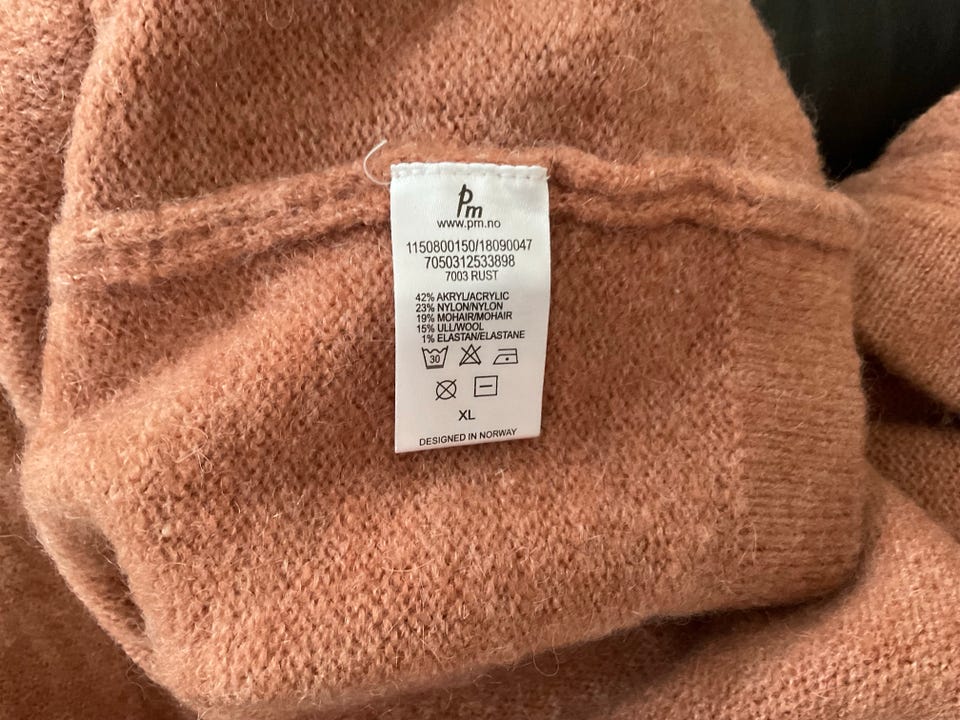 Pm
www.pm.no
1150800150/18090047
7050312533898
7003 RUST
42% AKRYL/ACRYLIC
23% NYLON/NYLON
19% MOHAIR/MOHAIR
15% ULL/WOOL
1% ELASTAN/ELASTANE
30
XL
DESIGNED IN NORWAY